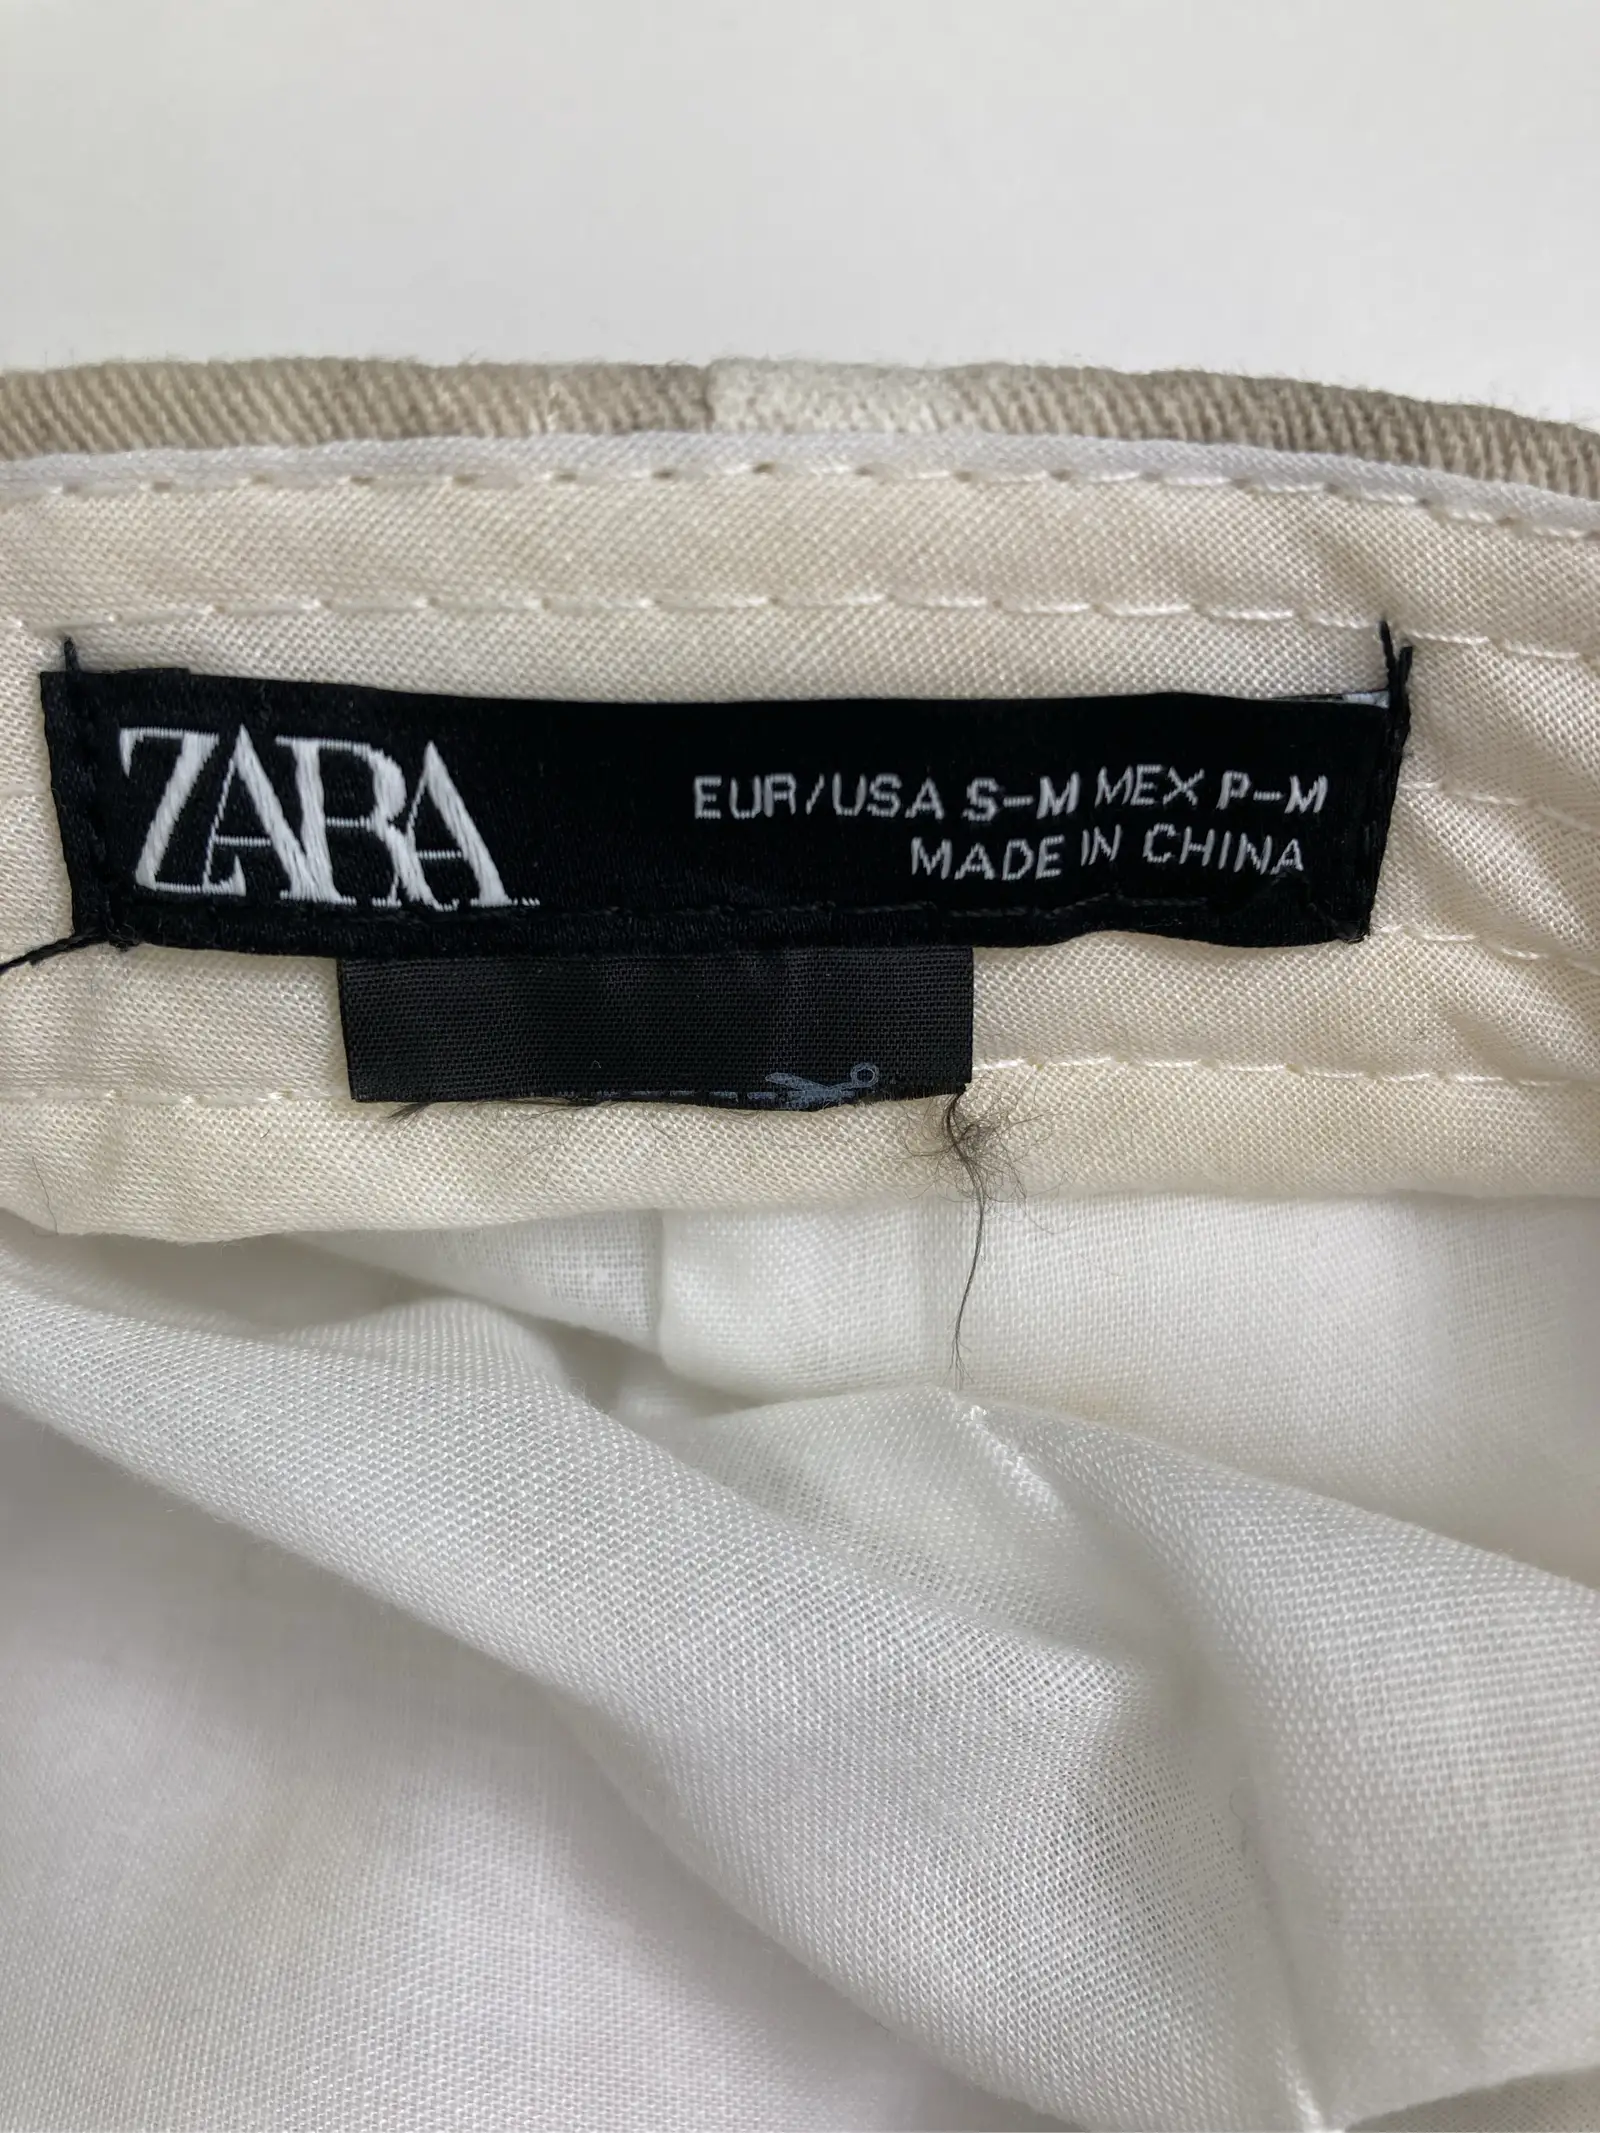 ZARA
EUR/USA S-M MEX P-M
MADE IN CHINA